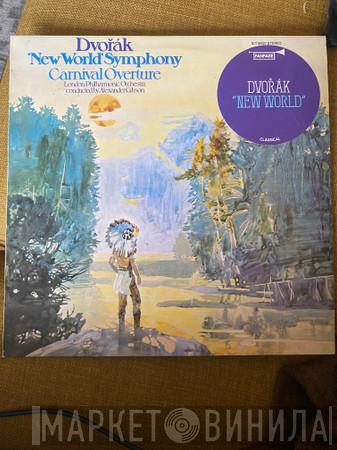 Dvořák
'New World' Symphony
Carnival Overture
London Philharmonic Orchestra
conducted by Alexander Gibson
FANFARE
DVOŘÁK
"NEW WORLD"
CLASSICAL
МАРКЕТ ВИНИЛА